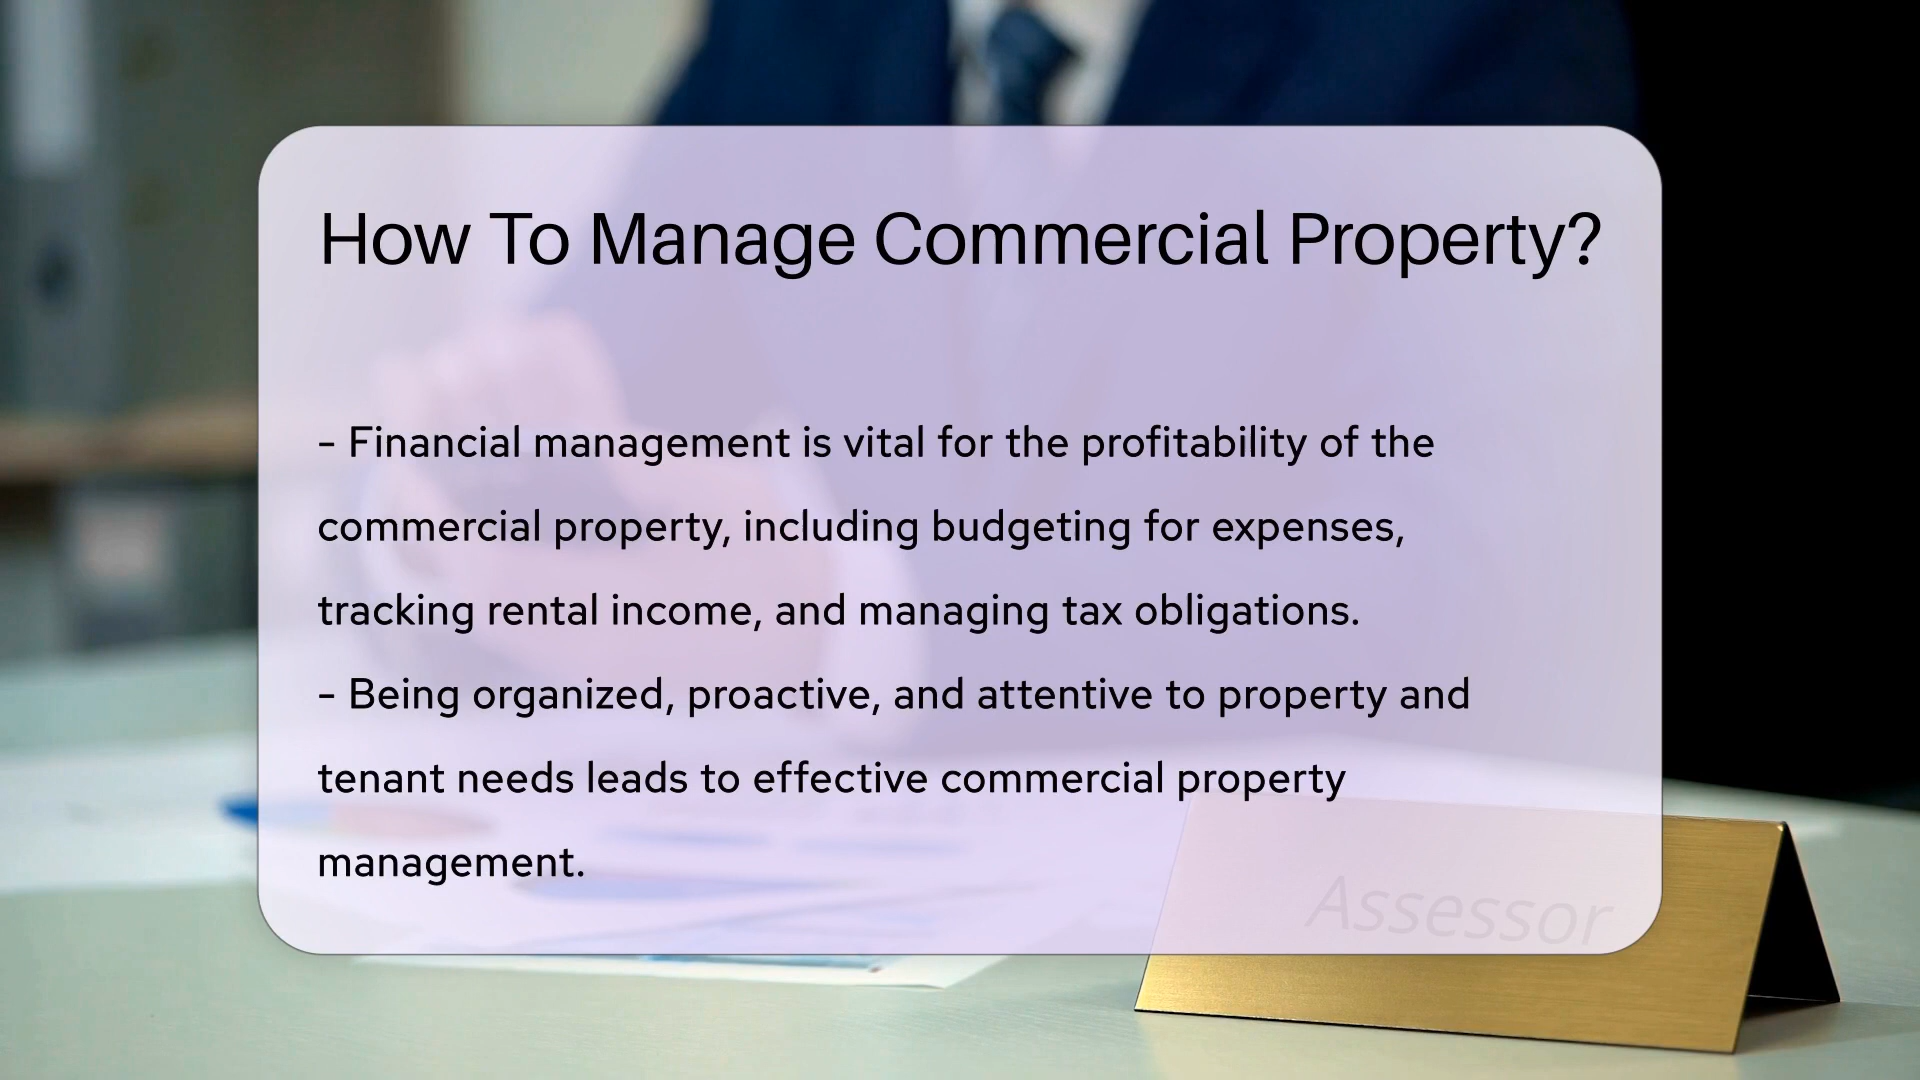 How To Manage Commercial Property?
- Financial management is vital for the profitability of the
commercial property, including budgeting for expenses,
tracking rental income, and managing tax obligations.
- Being organized, proactive, and attentive to property and
tenant needs leads to effective commercial property
management.
Assessor